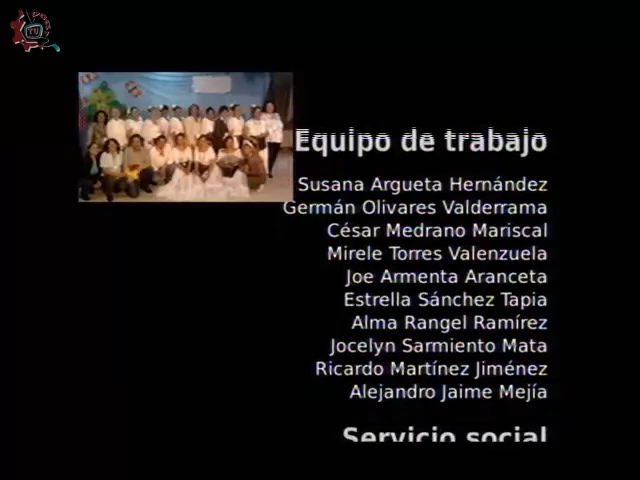 TV
Equipo de trabajo
Susana Argueta Hernández
Germán Olivares Valderrama
César Medrano Mariscal
Mirele Torres Valenzuela
Joe Armenta Aranceta
Estrella Sánchez Tapia
Alma Rangel Ramírez
Jocelyn Sarmiento Mata
Ricardo Martínez Jiménez
Alejandro Jaime Mejía
Servicio social